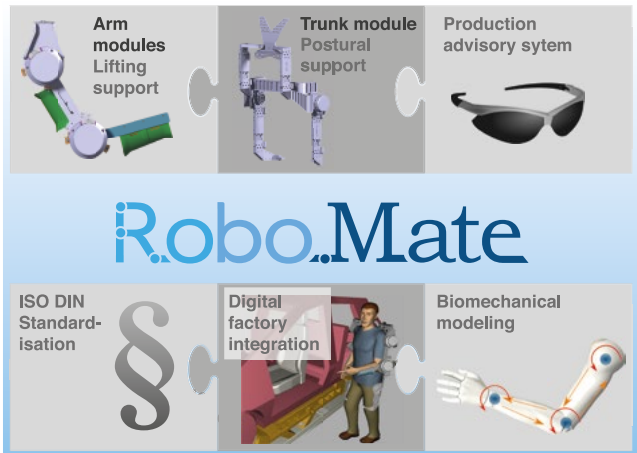 Arm
modules
Lifting
support
Trunk module
Postural
support
Production
advisory sytem
Robo.Mate
ISO DIN
Standard-
isation
§
Digital
factory
integration
Biomechanical
modeling